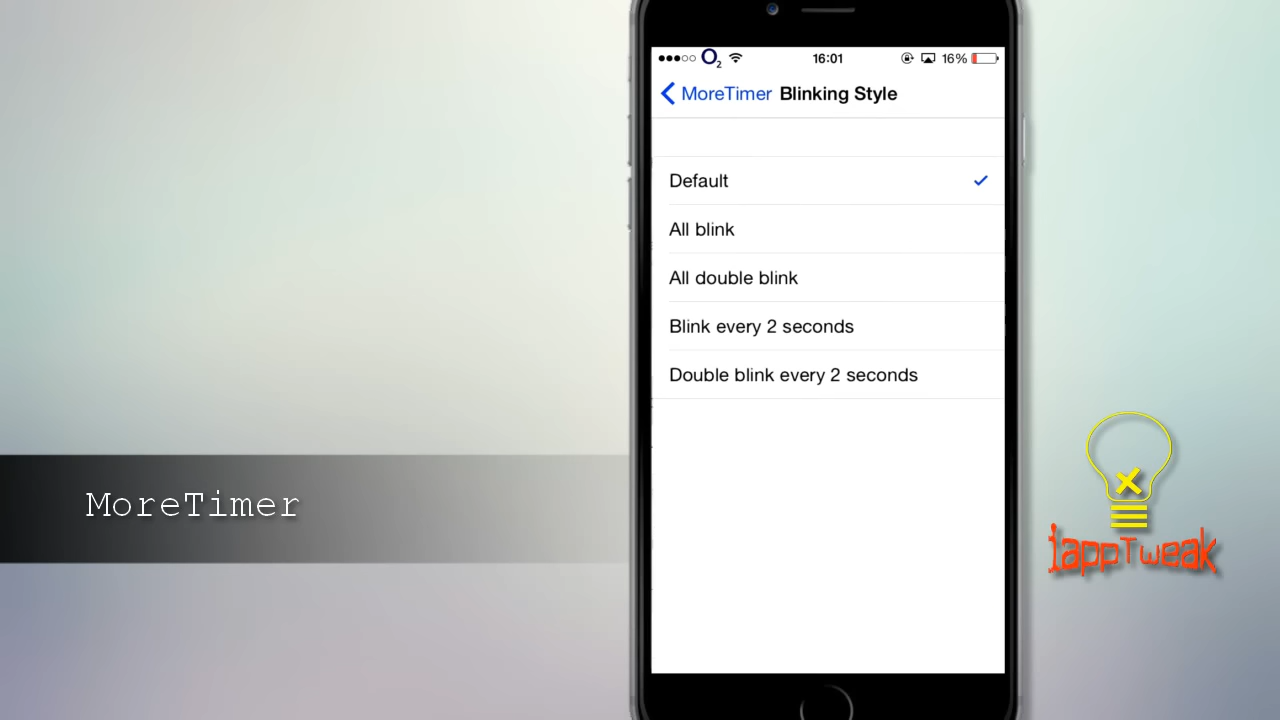 O2 16:01 16%
MoreTimer Blinking Style
Default
All blink
All double blink
Blink every 2 seconds
Double blink every 2 seconds
MoreTimer
iappTweak